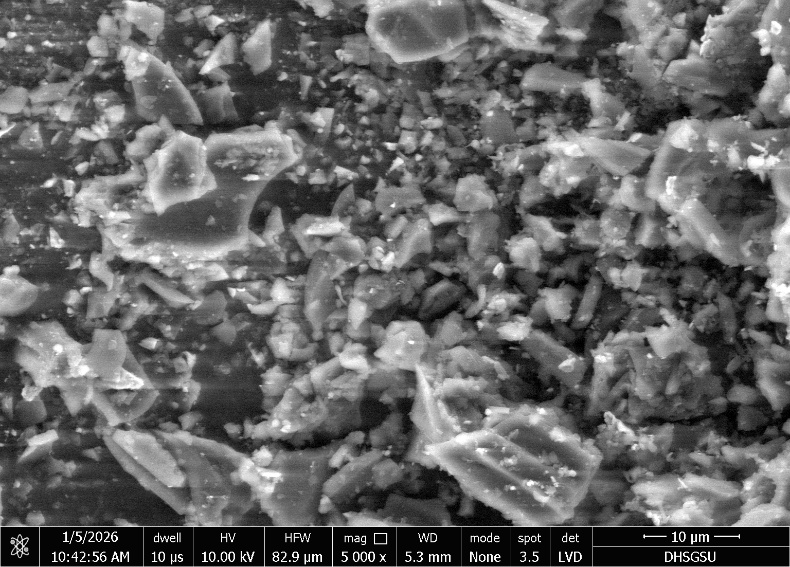 1/5/2026 dwell HV HFW mag WD mode spot det 10 µm
10:42:56 AM 10 µs 10.00 kV 82.9 µm 5 000 x 5.3 mm None 3.5 LVD DHSGSU